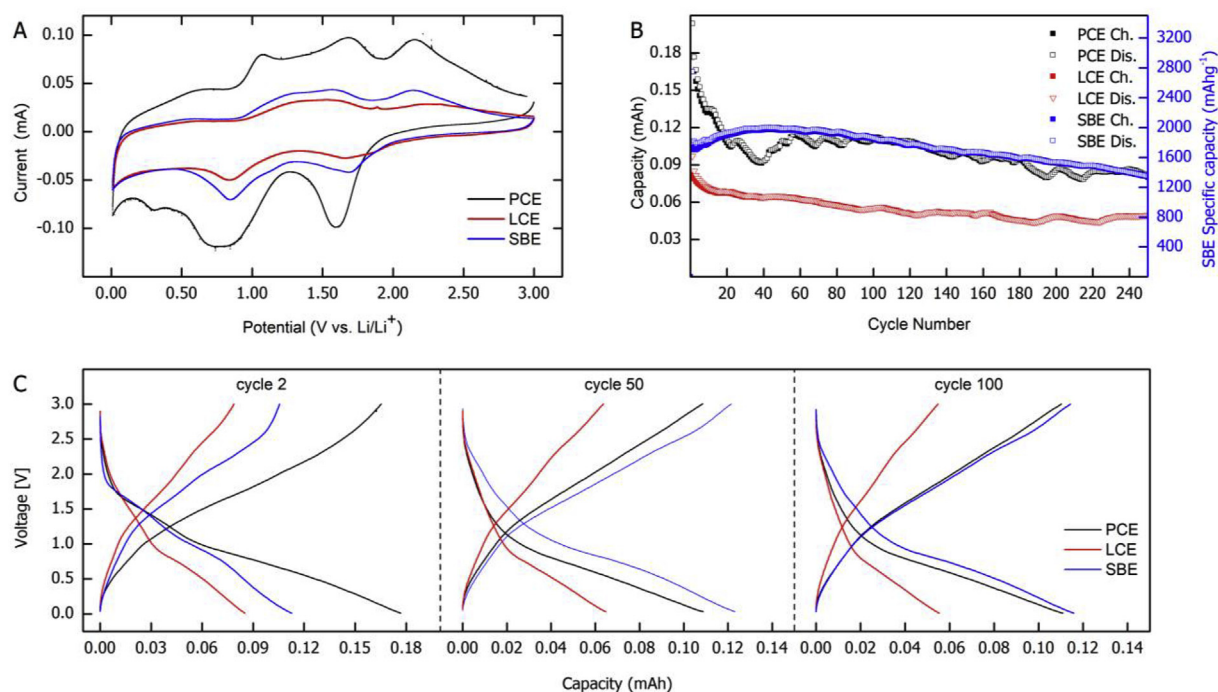 A
0.10
0.05
0.00
-0.05
-0.10
Current (mA)
PCE
LCE
SBE
0.00 0.50 1.00 1.50 2.00 2.50 3.00
Potential (V vs. Li/Li+)
B
0.18
0.15
0.12
0.09
0.06
0.03
Capacity (mAh)
PCE Ch.
PCE Dis.
LCE Ch.
LCE Dis.
SBE Ch.
SBE Dis.
3200
2800
2400
2000
1600
1200
800
400
SBE Specific capacity (mAhg-1)
20 40 60 80 100 120 140 160 180 200 220 240
Cycle Number
C
cycle 2
cycle 50
cycle 100
3.0
2.5
2.0
1.5
1.0
0.5
0.0
Voltage [V]
PCE
LCE
SBE
0.00 0.03 0.06 0.09 0.12 0.16 0.18
0.00 0.02 0.04 0.06 0.08 0.10 0.12
0.00 0.02 0.04 0.06 0.08 0.10 0.12 0.14
Capacity (mAh)